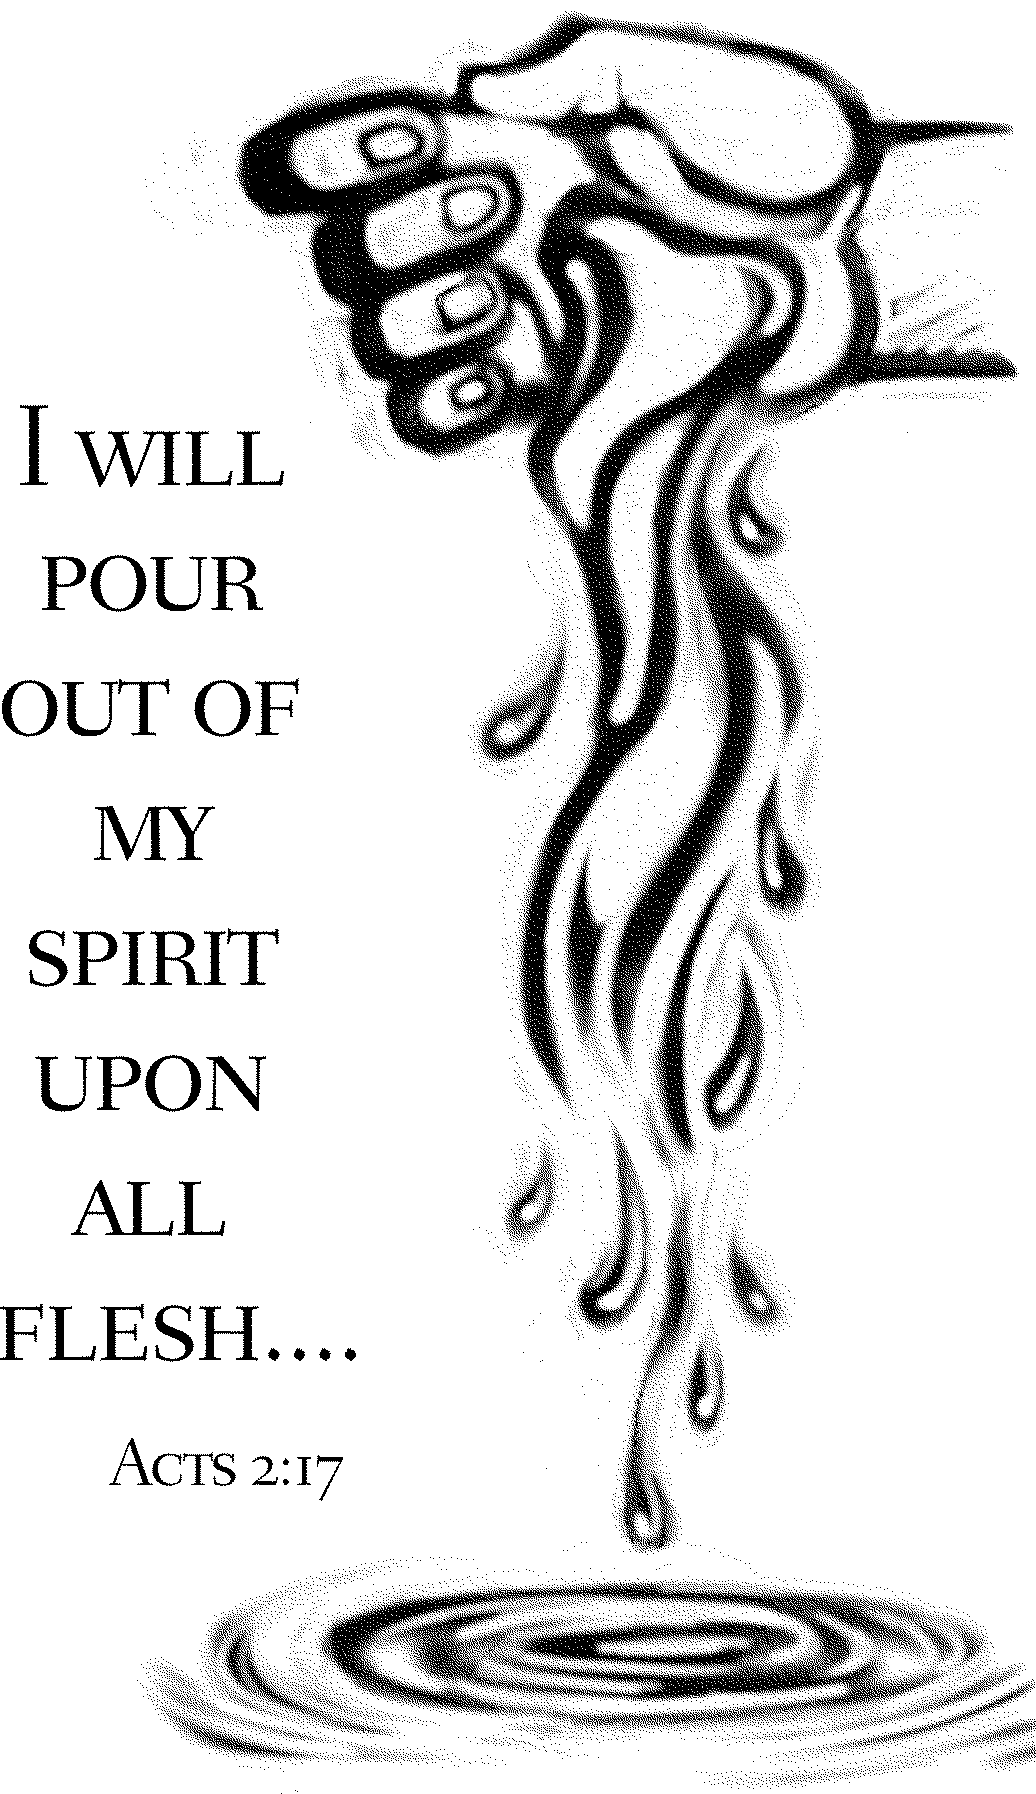 I WILL
POUR
OUT OF
MY
SPIRIT
UPON
ALL
FLESH....
ACTS 2:17